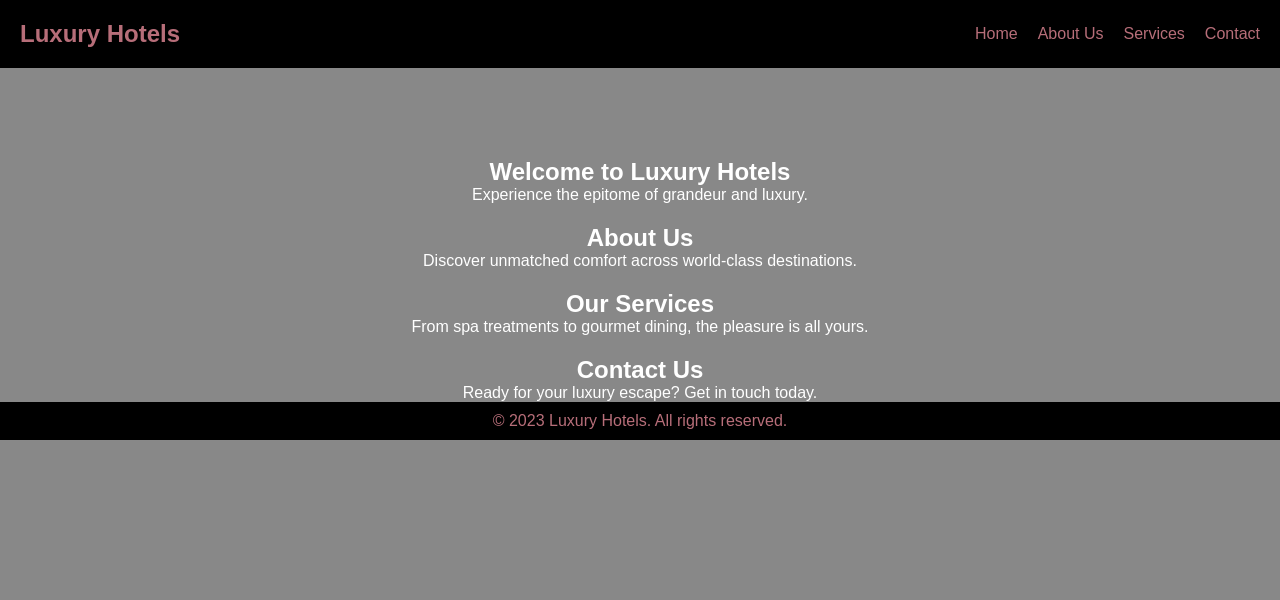 Luxury Hotels
Home About Us Services Contact
Welcome to Luxury Hotels
Experience the epitome of grandeur and luxury.
About Us
Discover unmatched comfort across world-class destinations.
Our Services
From spa treatments to gourmet dining, the pleasure is all yours.
Contact Us
Ready for your luxury escape? Get in touch today.
© 2023 Luxury Hotels. All rights reserved.